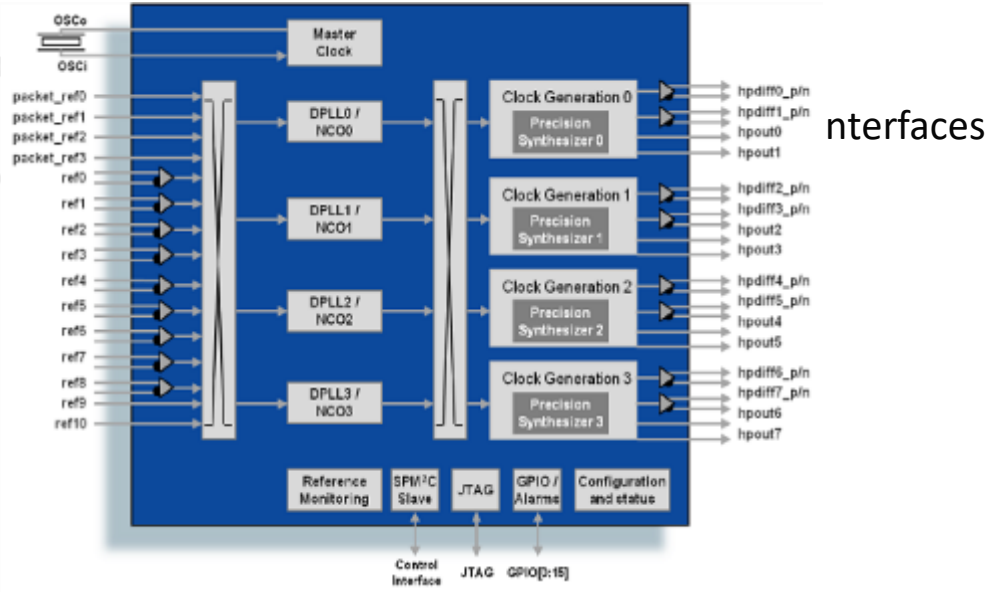 OSCo
OSCi
Master
Clock
packet_ref0
packet_ref1
packet_ref2
packet_ref3
ref0
ref1
ref2
ref3
ref4
ref5
ref6
ref7
ref8
ref9
ref10
DPLL0 /
NCO0
DPLL1 /
NCO1
DPLL2 /
NCO2
DPLL3 /
NCO3
Clock Generation 0
Precision
Synthesizer 0
Clock Generation 1
Precision
Synthesizer 1
Clock Generation 2
Precision
Synthesizer 2
Clock Generation 3
Precision
Synthesizer 3
hpdiff0_p/n
hpdiff1_p/n
hpout0
hpout1
hpdiff2_p/n
hpdiff3_p/n
hpout2
hpout3
hpdiff4_p/n
hpdiff5_p/n
hpout4
hpout5
hpdiff6_p/n
hpdiff7_p/n
hpout6
hpout7
nterfaces
Reference
Monitoring
Slave
JTAG
GPIO /
Alarms
Configuration
and status
Control
Interface
JTAG